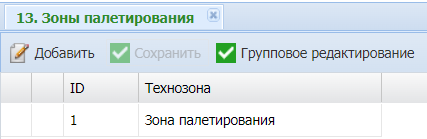 13. Зоны палетирования
Добавить Сохранить Групповое редактирование
ID Технозона
1 Зона палетирования